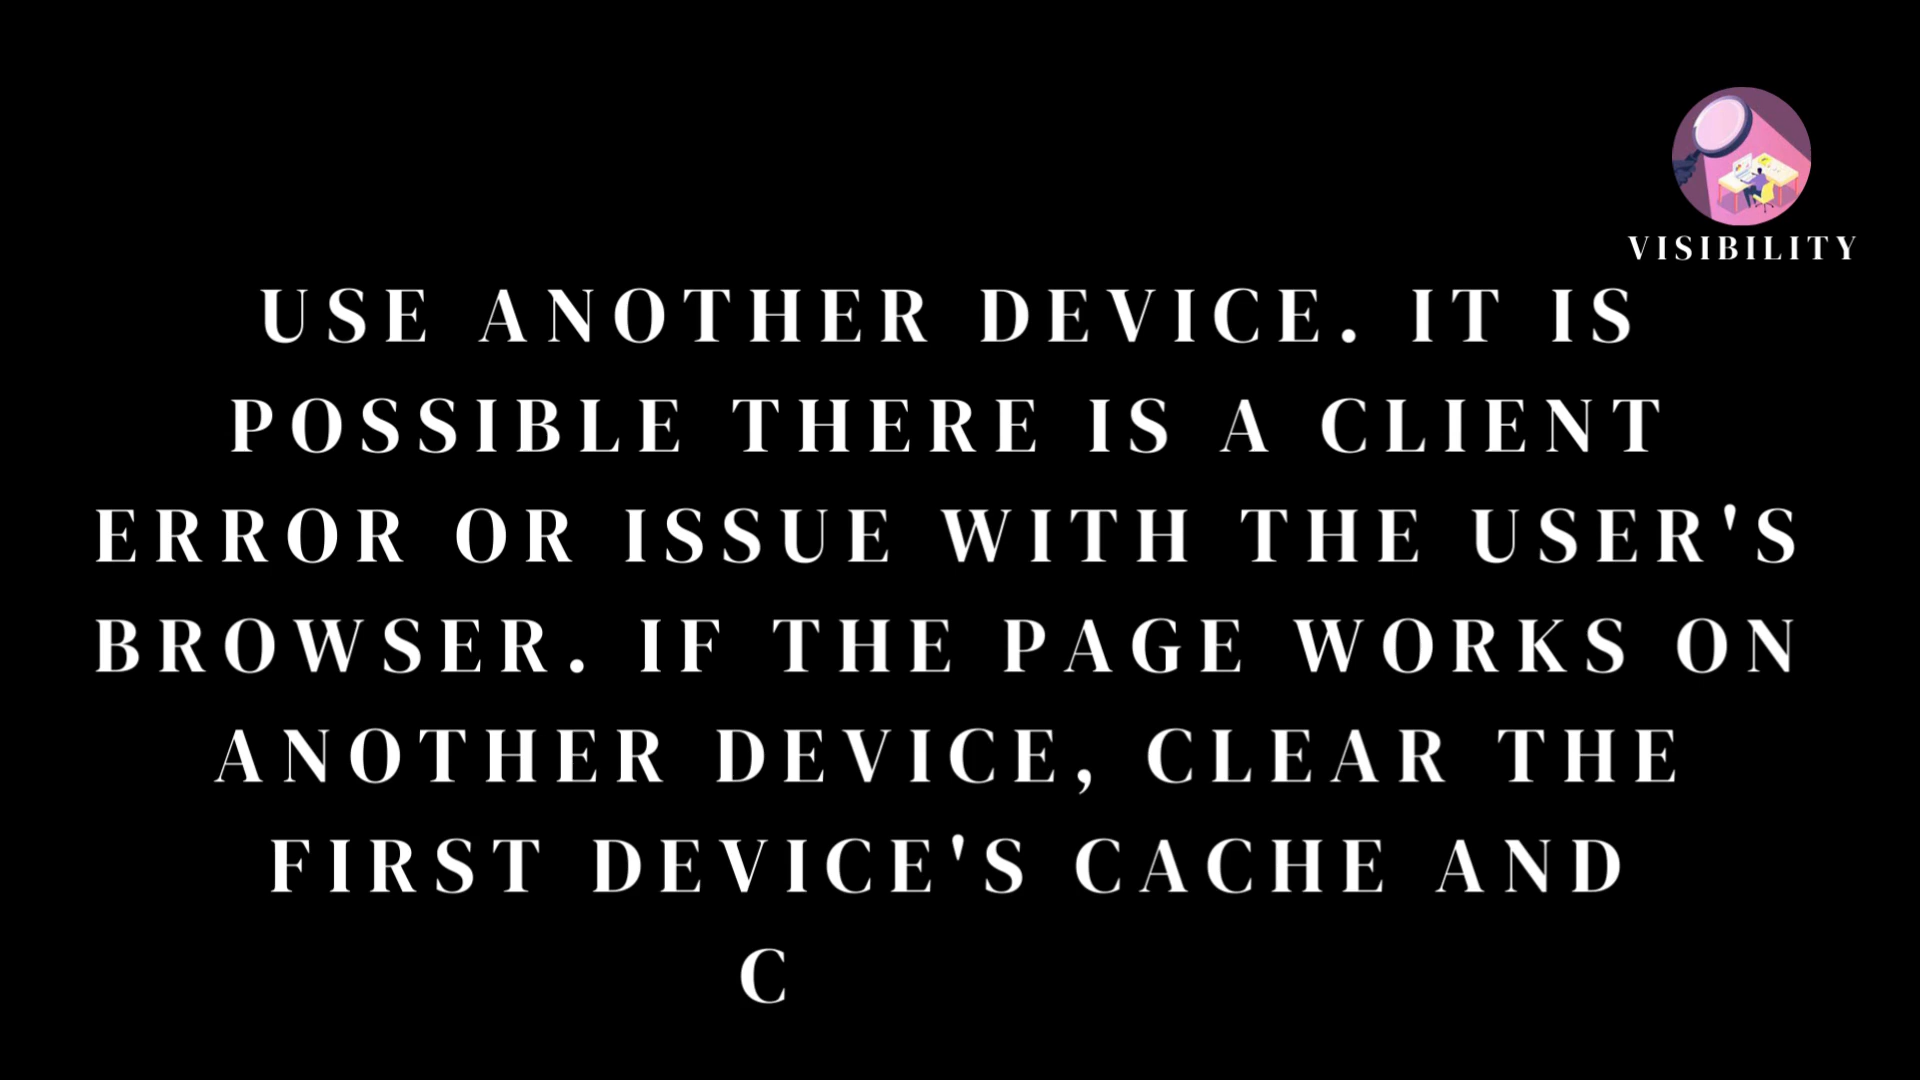 VISIBILITY
USE ANOTHER DEVICE. IT IS
POSSIBLE THERE IS A CLIENT
ERROR OR ISSUE WITH THE USER'S
BROWSER. IF THE PAGE WORKS ON
ANOTHER DEVICE, CLEAR THE
FIRST DEVICE'S CACHE AND
C